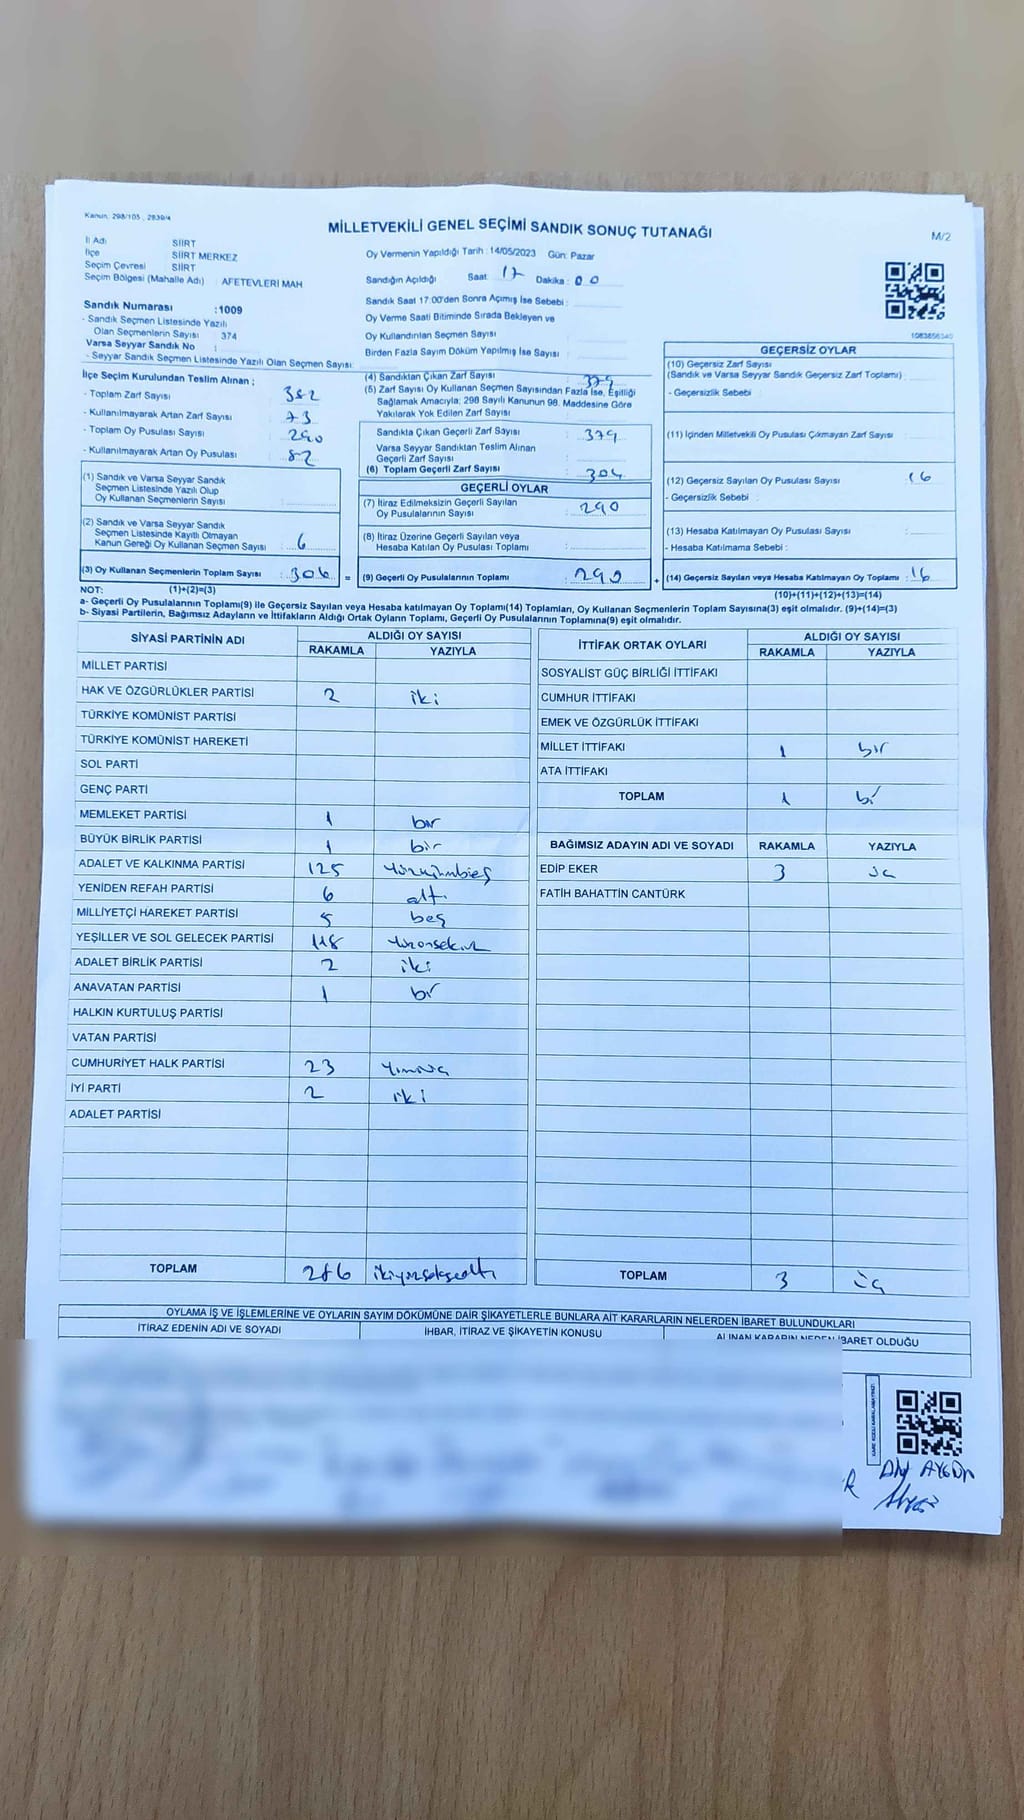 Kanun: 298/105 , 2839/4
MİLLETVEKİLİ GENEL SEÇİMİ SANDIK SONUÇ TUTANAĞI
M/2
İl Adı SİİRT
İlçe SİİRT MERKEZ
Seçim Çevresi SİİRT
Seçim Bölgesi (Mahalle Adı) : AFETEVLERİ MAH
Oy Vermenin Yapıldığı Tarih : 14/05/2023 Gün: Pazar
Sandığın Açıldığı Saat: 17 Dakika : 00
Sandık Saat 17:00'den Sonra Açımış İse Sebebi :
Oy Verme Saati Bitiminde Sırada Bekleyen ve
Oy Kullandırılan Seçmen Sayısı
Birden Fazla Sayım Döküm Yapılmış İse Sayısı
1083656340
Sandık Numarası :1009
- Sandık Seçmen Listesinde Yazılı
Olan Seçmenlerin Sayısı 374
Varsa Seyyar Sandık No :
- Seyyar Sandık Seçmen Listesinde Yazılı Olan Seçmen Sayısı:
İlçe Seçim Kurulundan Teslim Alınan ;
- Toplam Zarf Sayısı : 382
- Kullanılmayarak Artan Zarf Sayısı : 73
- Toplam Oy Pusulası Sayısı : 290
- Kullanılmayarak Artan Oy Pusulası : 82
(1) Sandık ve Varsa Seyyar Sandık
Seçmen Listesinde Yazılı Olup
Oy Kullanan Seçmenlerin Sayısı :
(2) Sandık ve Varsa Seyyar Sandık
Seçmen Listesinde Kayıtlı Olmayan
Kanun Gereği Oy Kullanan Seçmen Sayısı : 6
(3) Oy Kullanan Seçmenlerin Toplam Sayısı : 306 =
(4) Sandıktan Çıkan Zarf Sayısı : 379
(5) Zarf Sayısı Oy Kullanan Seçmen Sayısından Fazla İse, Eşitliği
Sağlamak Amacıyla; 298 Sayılı Kanunun 98. Maddesine Göre
Yakılarak Yok Edilen Zarf Sayısı :
Sandıkta Çıkan Geçerli Zarf Sayısı : 379
Varsa Seyyar Sandıktan Teslim Alınan
Geçerli Zarf Sayısı :
(6) Toplam Geçerli Zarf Sayısı : 304
GEÇERLİ OYLAR
(7) İtiraz Edilmeksizin Geçerli Sayılan
Oy Pusulalarının Sayısı : 290
(8) İtiraz Üzerine Geçerli Sayılan veya
Hesaba Katılan Oy Pusulası Toplamı :
(9) Geçerli Oy Pusulalarının Toplamı : 290 +
GEÇERSİZ OYLAR
(10) Geçersiz Zarf Sayısı
(Sandık ve Varsa Seyyar Sandık Geçersiz Zarf Toplamı) :
- Geçersizlik Sebebi :
(11) İçinden Milletvekili Oy Pusulası Çıkmayan Zarf Sayısı :
(12) Geçersiz Sayılan Oy Pusulası Sayısı : 16
- Geçersizlik Sebebi :
(13) Hesaba Katılmayan Oy Pusulası Sayısı :
- Hesaba Katılmama Sebebi :
(14) Geçersiz Sayılan veya Hesaba Katılmayan Oy Toplamı : 16
NOT: (1)+(2)=(3)
(10)+(11)+(12)+(13)=(14)
a- Geçerli Oy Pusulalarının Toplamı(9) ile Geçersiz Sayılan veya Hesaba katılmayan Oy Toplamı(14) Toplamları, Oy Kullanan Seçmenlerin Toplam Sayısına(3) eşit olmalıdır. (9)+(14)=(3)
b- Siyasi Partilerin, Bağımsız Adayların ve İttifakların Aldığı Ortak Oyların Toplamı, Geçerli Oy Pusulalarının Toplamına(9) eşit olmalıdır.
SİYASİ PARTİNİN ADI ALDIĞI OY SAYISI
RAKAMLA YAZIYLA
MİLLET PARTİSİ
HAK VE ÖZGÜRLÜKLER PARTİSİ 2 iki
TÜRKİYE KOMÜNİST PARTİSİ
TÜRKİYE KOMÜNİST HAREKETİ
SOL PARTİ
GENÇ PARTİ
MEMLEKET PARTİSİ 1 bir
BÜYÜK BİRLİK PARTİSİ 1 bir
ADALET VE KALKINMA PARTİSİ 125 yüzyirmibeş
YENİDEN REFAH PARTİSİ 6 altı
MİLLİYETÇİ HAREKET PARTİSİ 5 beş
YEŞİLLER VE SOL GELECEK PARTİSİ 118 yüzonsekiz
ADALET BİRLİK PARTİSİ 2 iki
ANAVATAN PARTİSİ 1 bir
HALKIN KURTULUŞ PARTİSİ
VATAN PARTİSİ
CUMHURİYET HALK PARTİSİ 23 yirmiüç
İYİ PARTİ 2 iki
ADALET PARTİSİ
TOPLAM 286 ikiyüzseksenaltı
İTTİFAK ORTAK OYLARI ALDIĞI OY SAYISI
RAKAMLA YAZIYLA
SOSYALİST GÜÇ BİRLİĞİ İTTİFAKI
CUMHUR İTTİFAKI
EMEK VE ÖZGÜRLÜK İTTİFAKI
MİLLET İTTİFAKI 1 bir
ATA İTTİFAKI
TOPLAM 1 bir
BAĞIMSIZ ADAYIN ADI VE SOYADI RAKAMLA YAZIYLA
EDİP EKER 3 üç
FATİH BAHATTİN CANTÜRK
TOPLAM 3 üç
OYLAMA İŞ VE İŞLEMLERİNE VE OYLARIN SAYIM DÖKÜMÜNE DAİR ŞİKAYETLERLE BUNLARA AİT KARARLARIN NELERDEN İBARET BULUNDUKLARI
İTİRAZ EDENİN ADI VE SOYADI İHBAR, İTİRAZ VE ŞİKAYETİN KONUSU ALINAN KARARIN NEDEN İBARET OLDUĞU